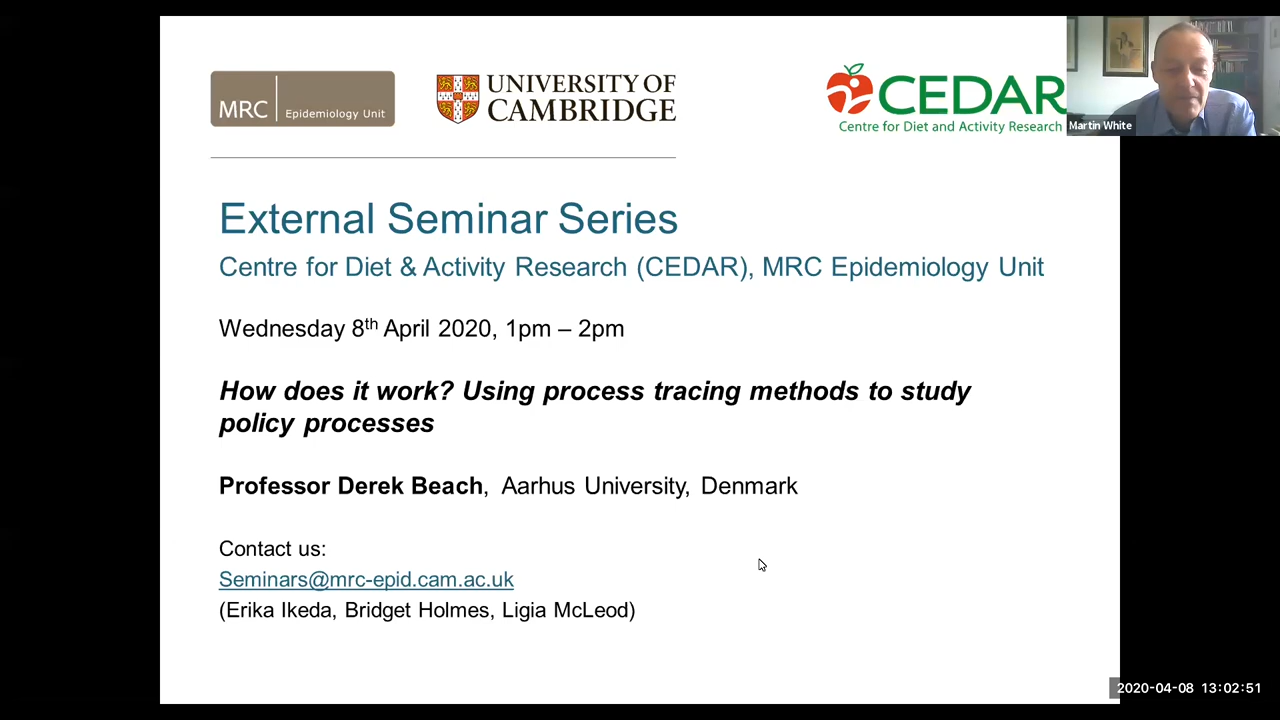 MRC Epidemiology Unit
UNIVERSITY OF
CAMBRIDGE
CEDAR
Centre for Diet and Activity Research
Martin White
External Seminar Series
Centre for Diet & Activity Research (CEDAR), MRC Epidemiology Unit
Wednesday 8th April 2020, 1pm – 2pm
How does it work? Using process tracing methods to study
policy processes
Professor Derek Beach, Aarhus University, Denmark
Contact us:
Seminars@mrc-epid.cam.ac.uk
(Erika Ikeda, Bridget Holmes, Ligia McLeod)
2020-04-08 13:02:51